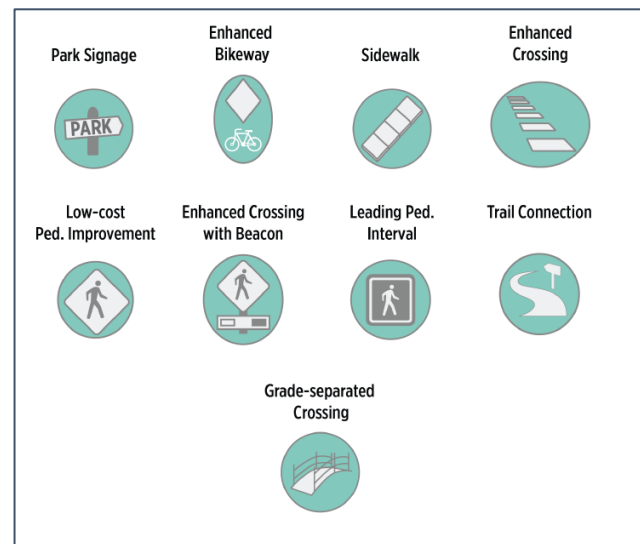 Park Signage
Enhanced
Bikeway
Sidewalk
Enhanced
Crossing
PARK
Low-cost
Ped. Improvement
Enhanced Crossing
with Beacon
Leading Ped.
Interval
Trail Connection
Grade-separated
Crossing